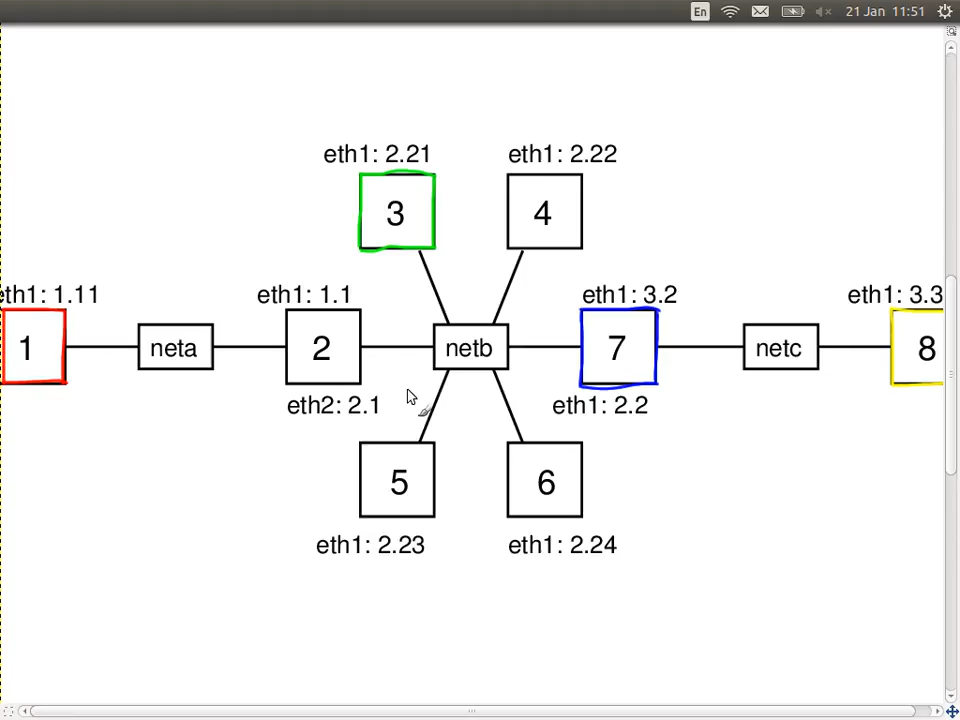 En 21 Jan 11:51
eth1: 2.21 eth1: 2.22
3 4
eth1: 1.11 eth1: 1.1 eth1: 3.2 eth1: 3.3
1 neta 2 netb 7 netc 8
eth2: 2.1 eth1: 2.2
5 6
eth1: 2.23 eth1: 2.24